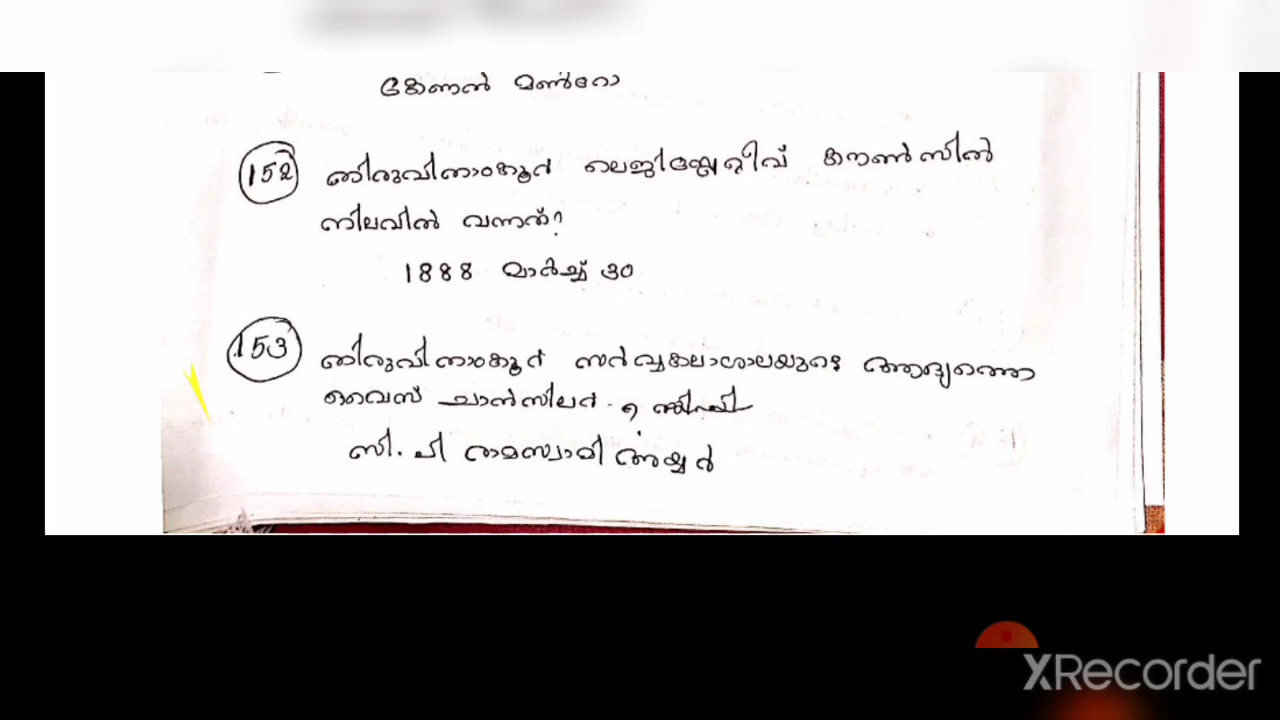 കേണൽ മൺറോ
152 തിരുവിതാംകൂർ ലെജിസ്ലേറ്റീവ് കൗൺസിൽ
നിലവിൽ വന്നത്?
1888 മാർച്ച് 30
153 തിരുവിതാംകൂർ സർവ്വകലാശാലയുടെ ആദ്യത്തെ
വൈസ് ചാൻസിലർ
സി. പി രാമസ്വാമി അയ്യർ
XRecorder